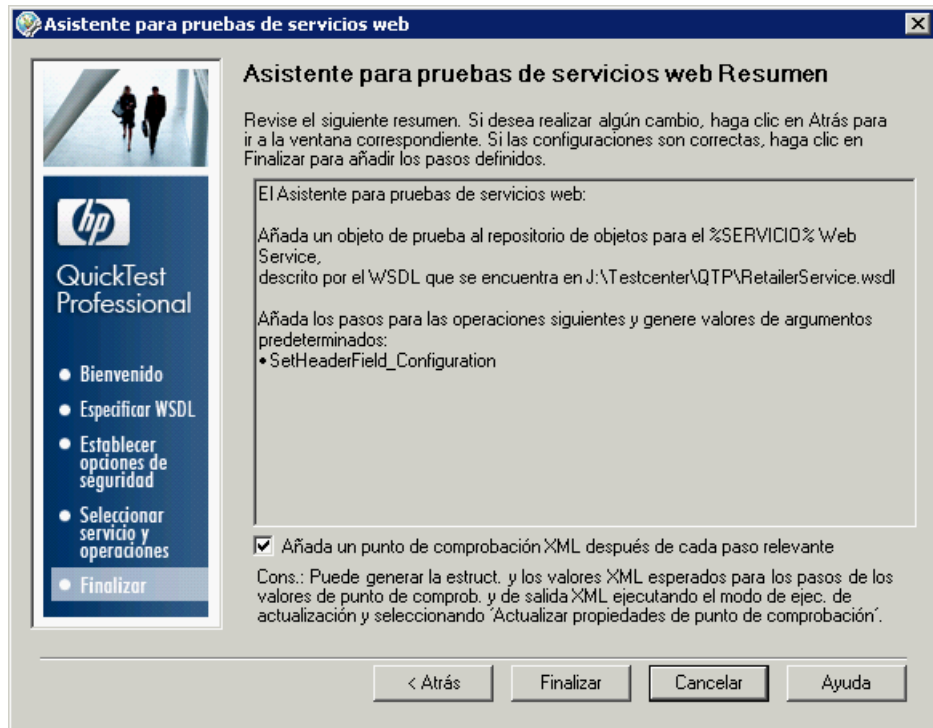 Asistente para pruebas de servicios web
Asistente para pruebas de servicios web Resumen
Revise el siguiente resumen. Si desea realizar algún cambio, haga clic en Atrás para
ir a la ventana correspondiente. Si las configuraciones son correctas, haga clic en
Finalizar para añadir los pasos definidos.
hp
QuickTest
Professional
Bienvenido
Especificar WSDL
Establecer
opciones de
seguridad
Seleccionar
servicio y
operaciones
Finalizar
El Asistente para pruebas de servicios web:
Añada un objeto de prueba al repositorio de objetos para el %SERVICIO% Web
Service,
descrito por el WSDL que se encuentra en J:\Testcenter\QTP\RetailerService.wsdl
Añada los pasos para las operaciones siguientes y genere valores de argumentos
predeterminados:
•SetHeaderField_Configuration
Añada un punto de comprobación XML después de cada paso relevante
Cons.: Puede generar la estruct. y los valores XML esperados para los pasos de los
valores de punto de comprob. y de salida XML ejecutando el modo de ejec. de
actualización y seleccionando ´Actualizar propiedades de punto de comprobación´.
< Atrás
Finalizar
Cancelar
Ayuda